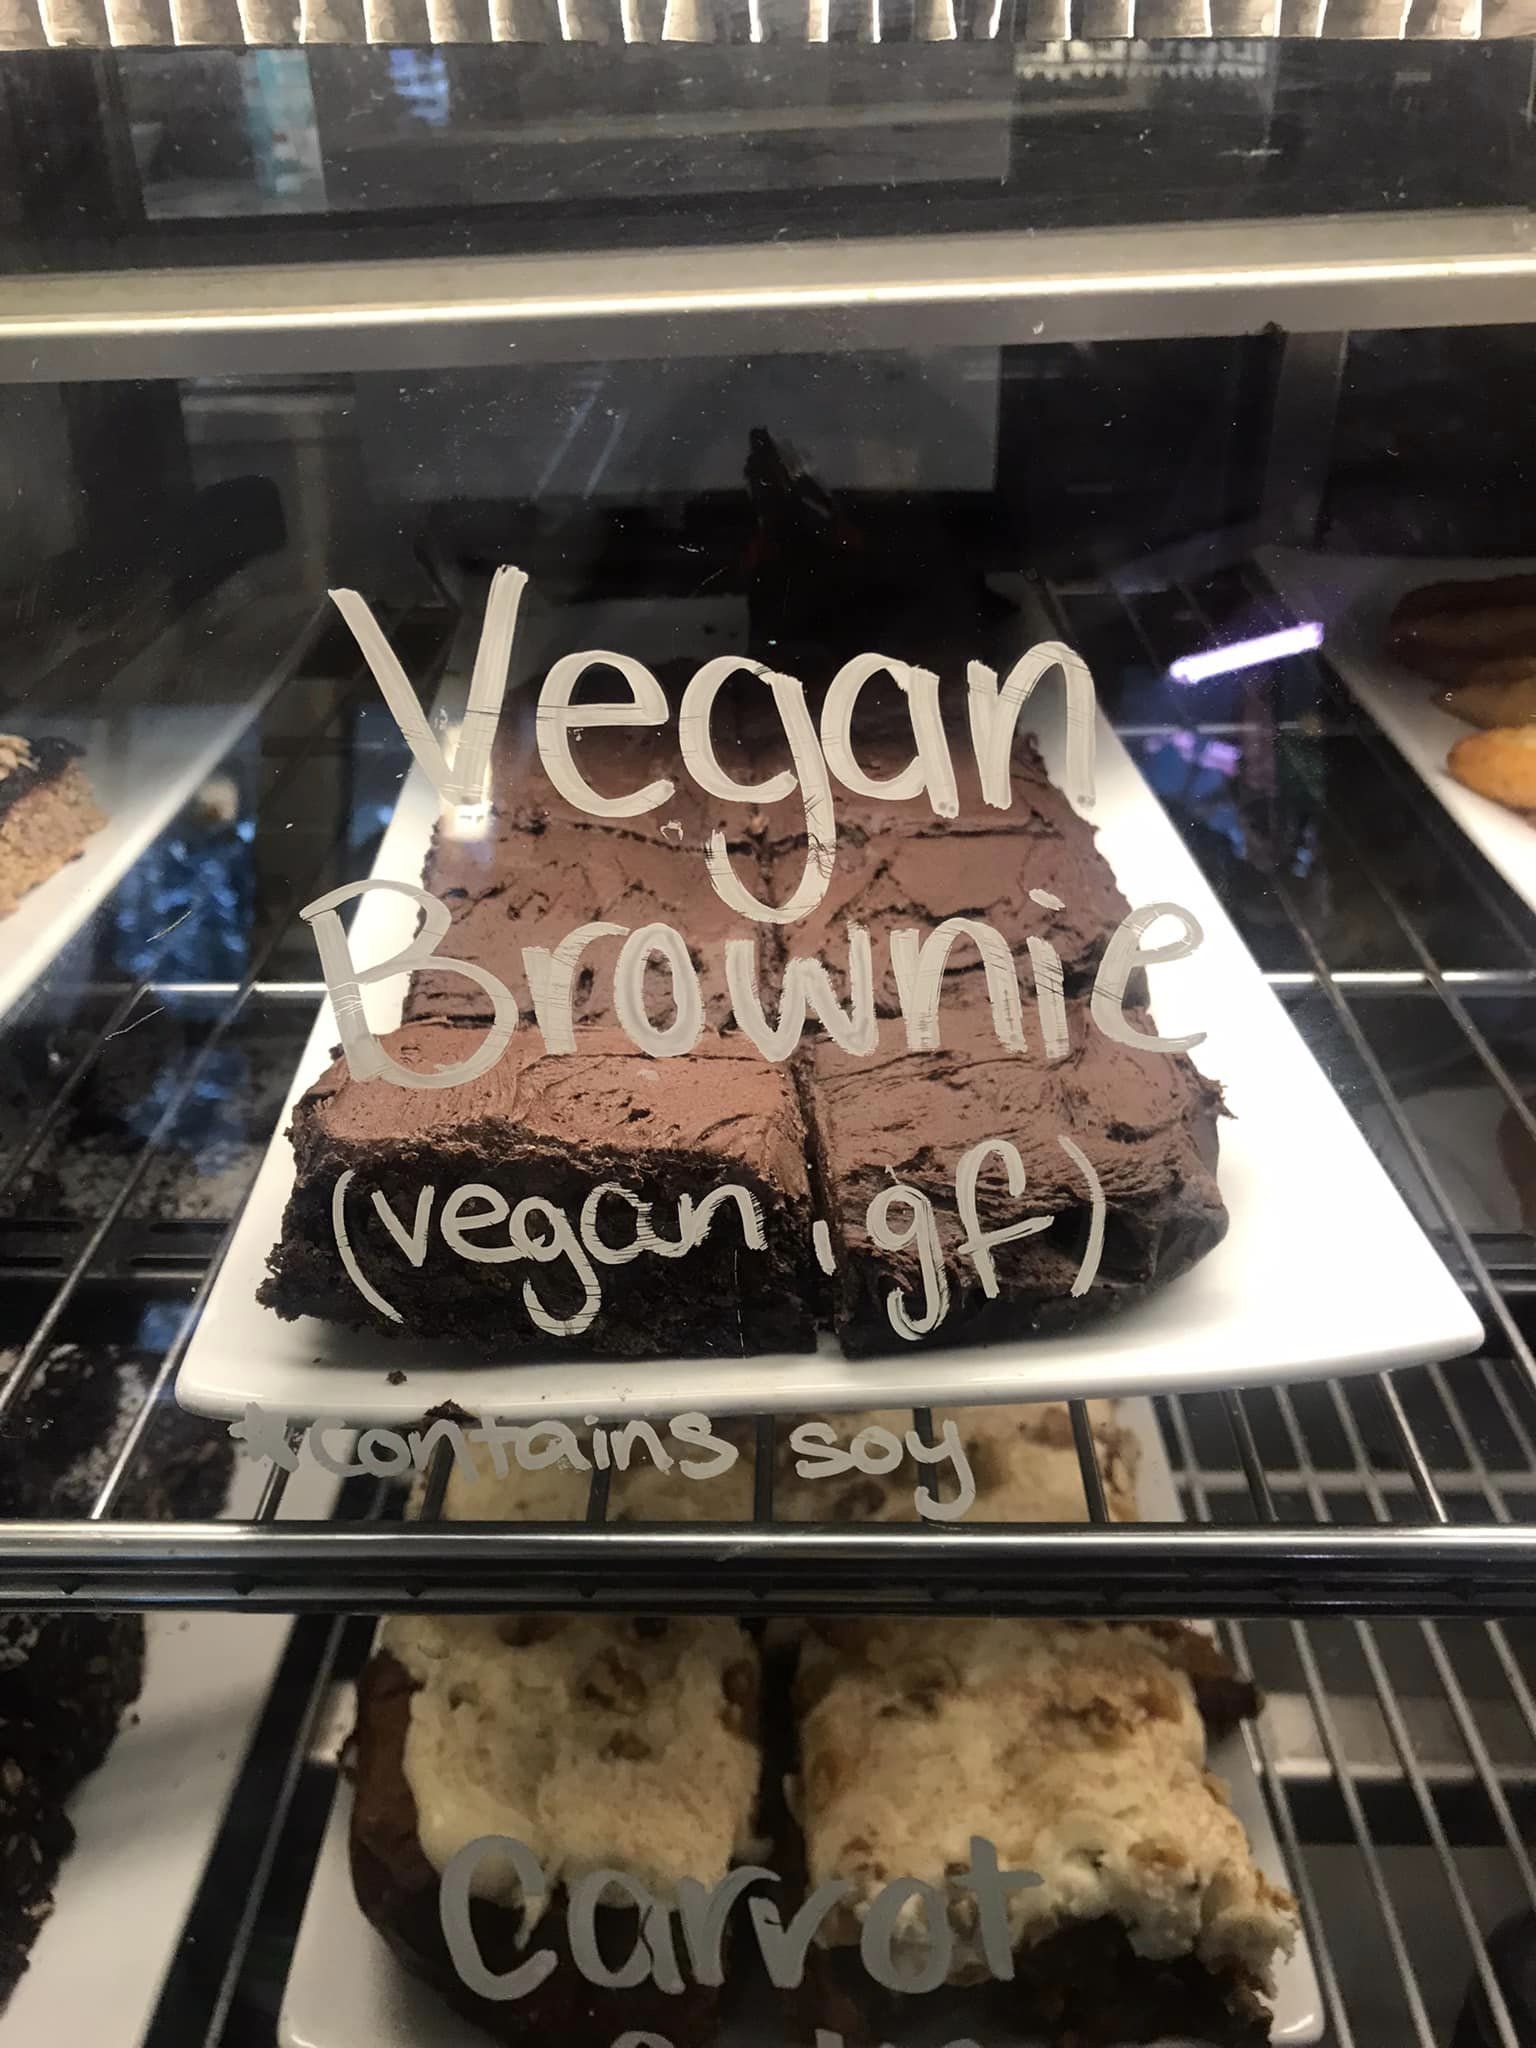 Vegan
Brownie
(vegan, gf)
*contains soy
Carrot